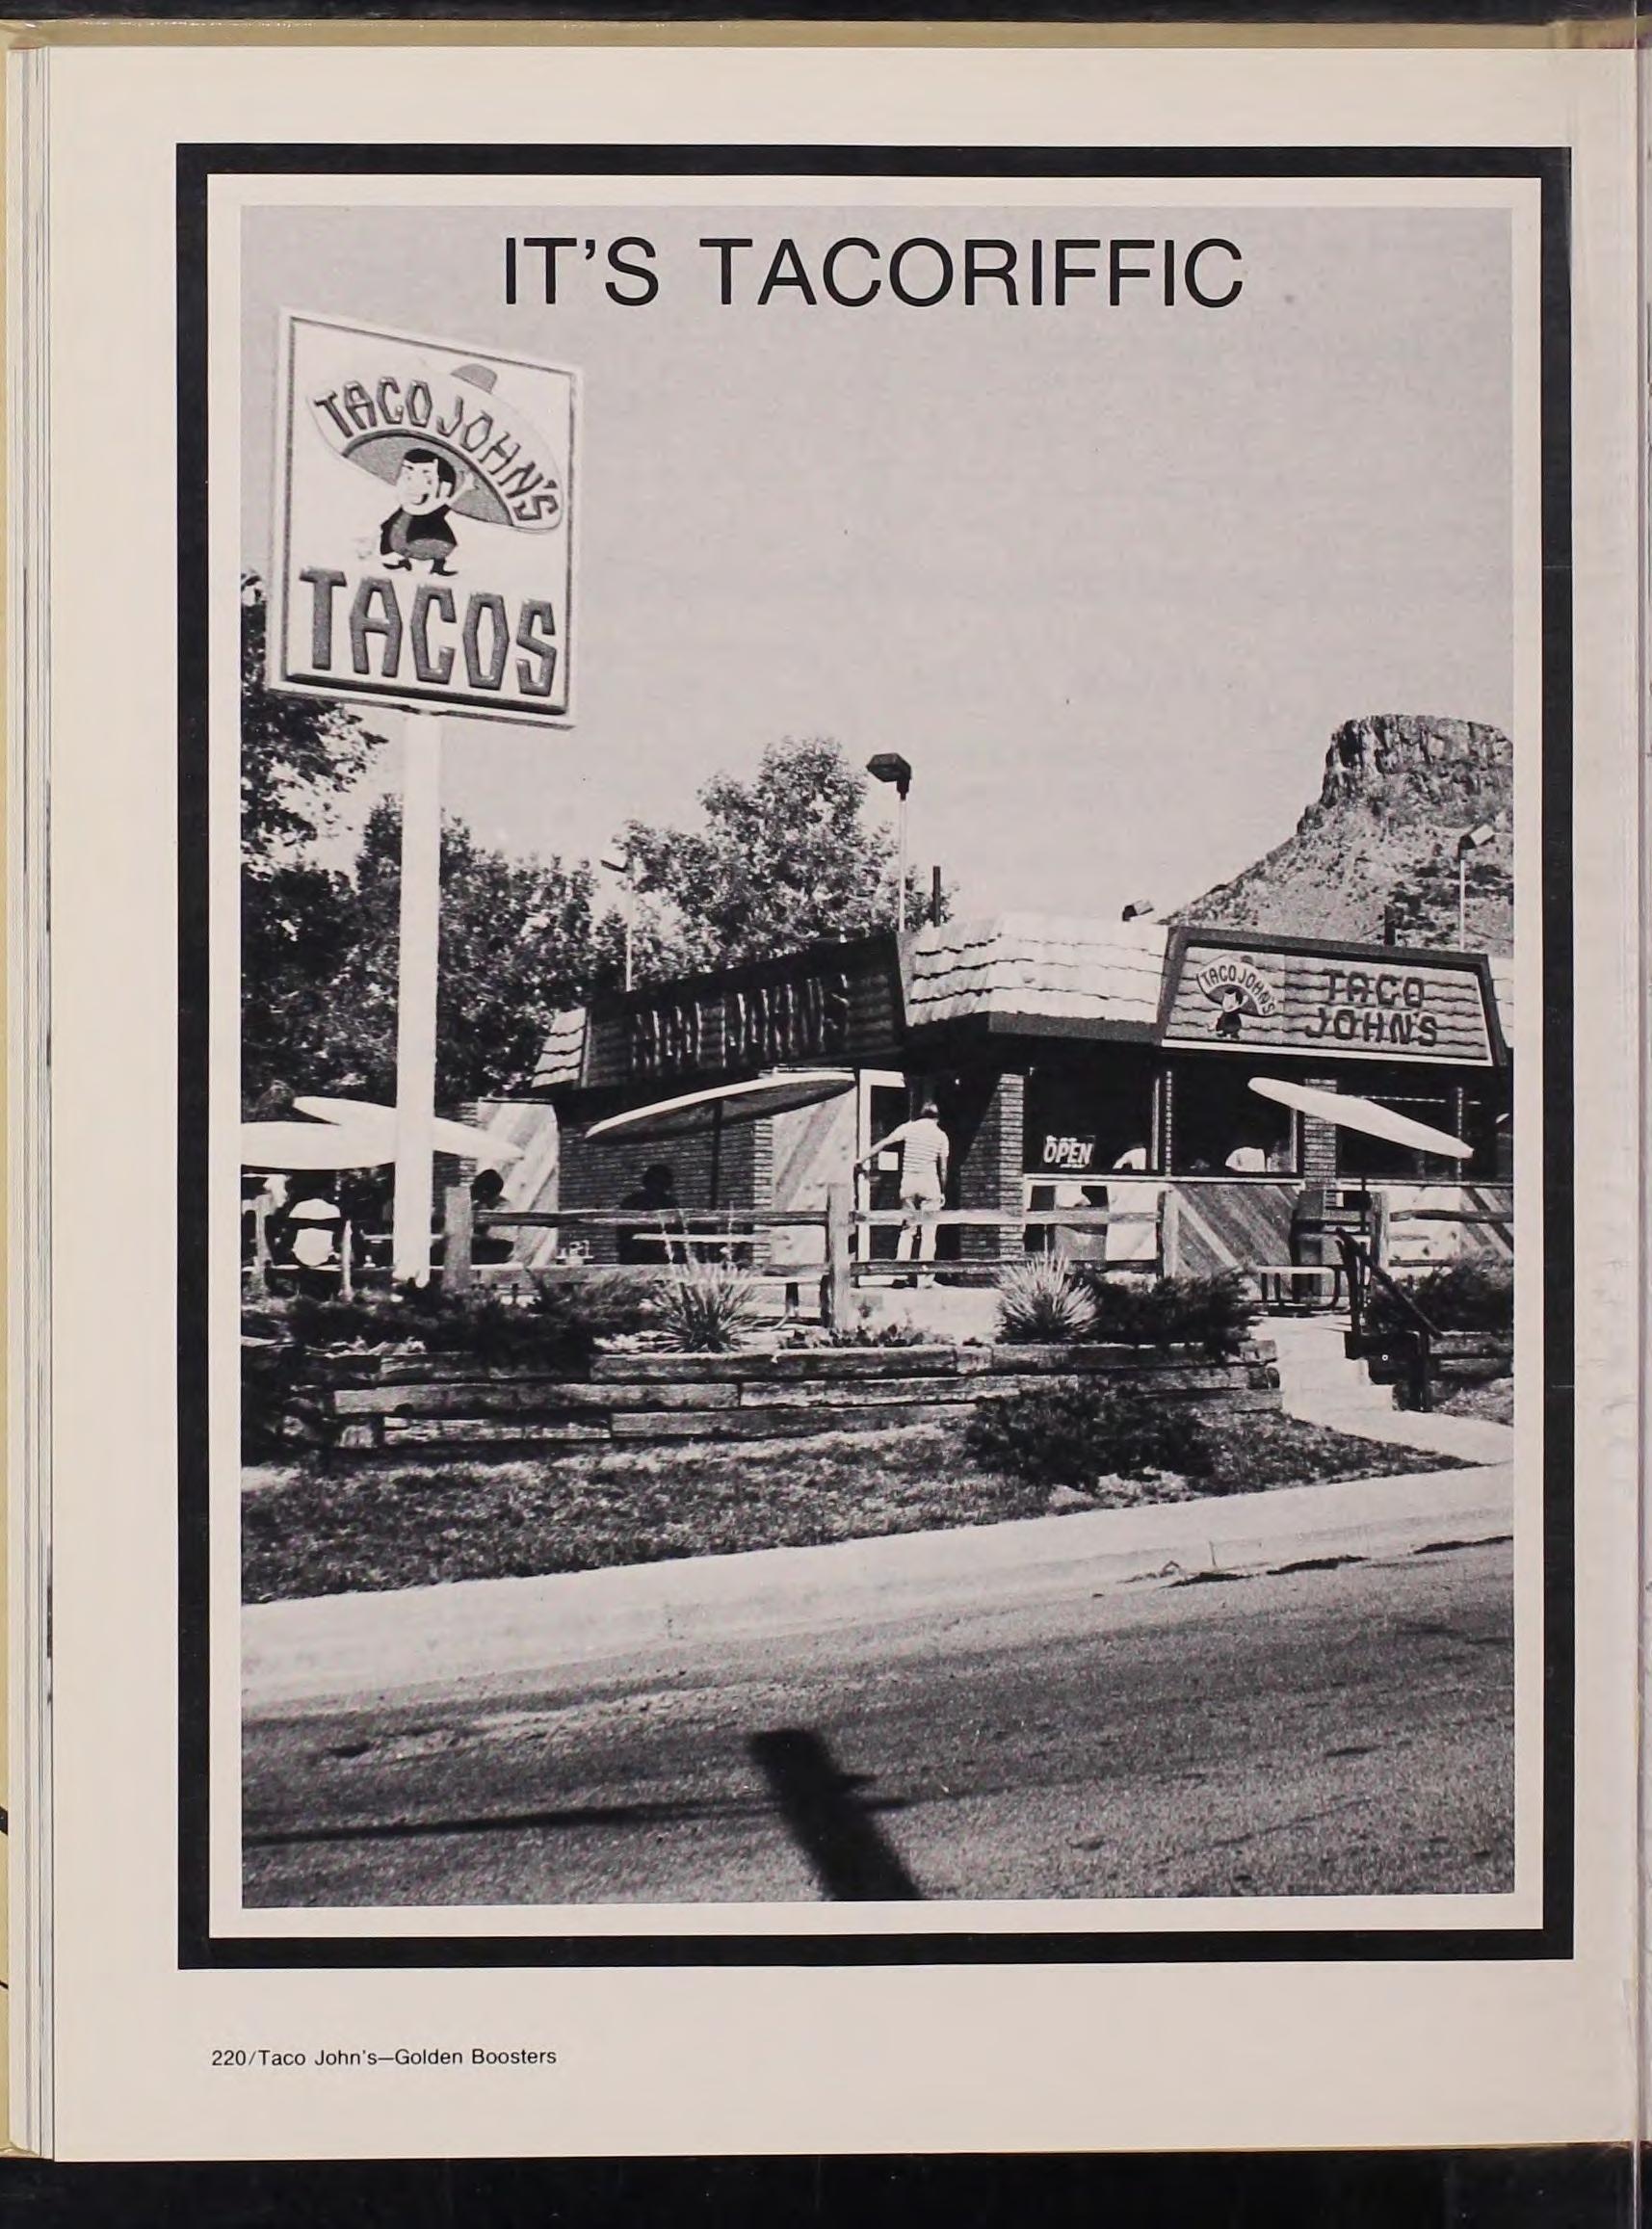 IT'S TACORIFFIC
TACO JOHN'S
TACOS
TACO JOHN'S
TACO JOHN'S
TACO
JOHN'S
OPEN
220/Taco John's—Golden Boosters